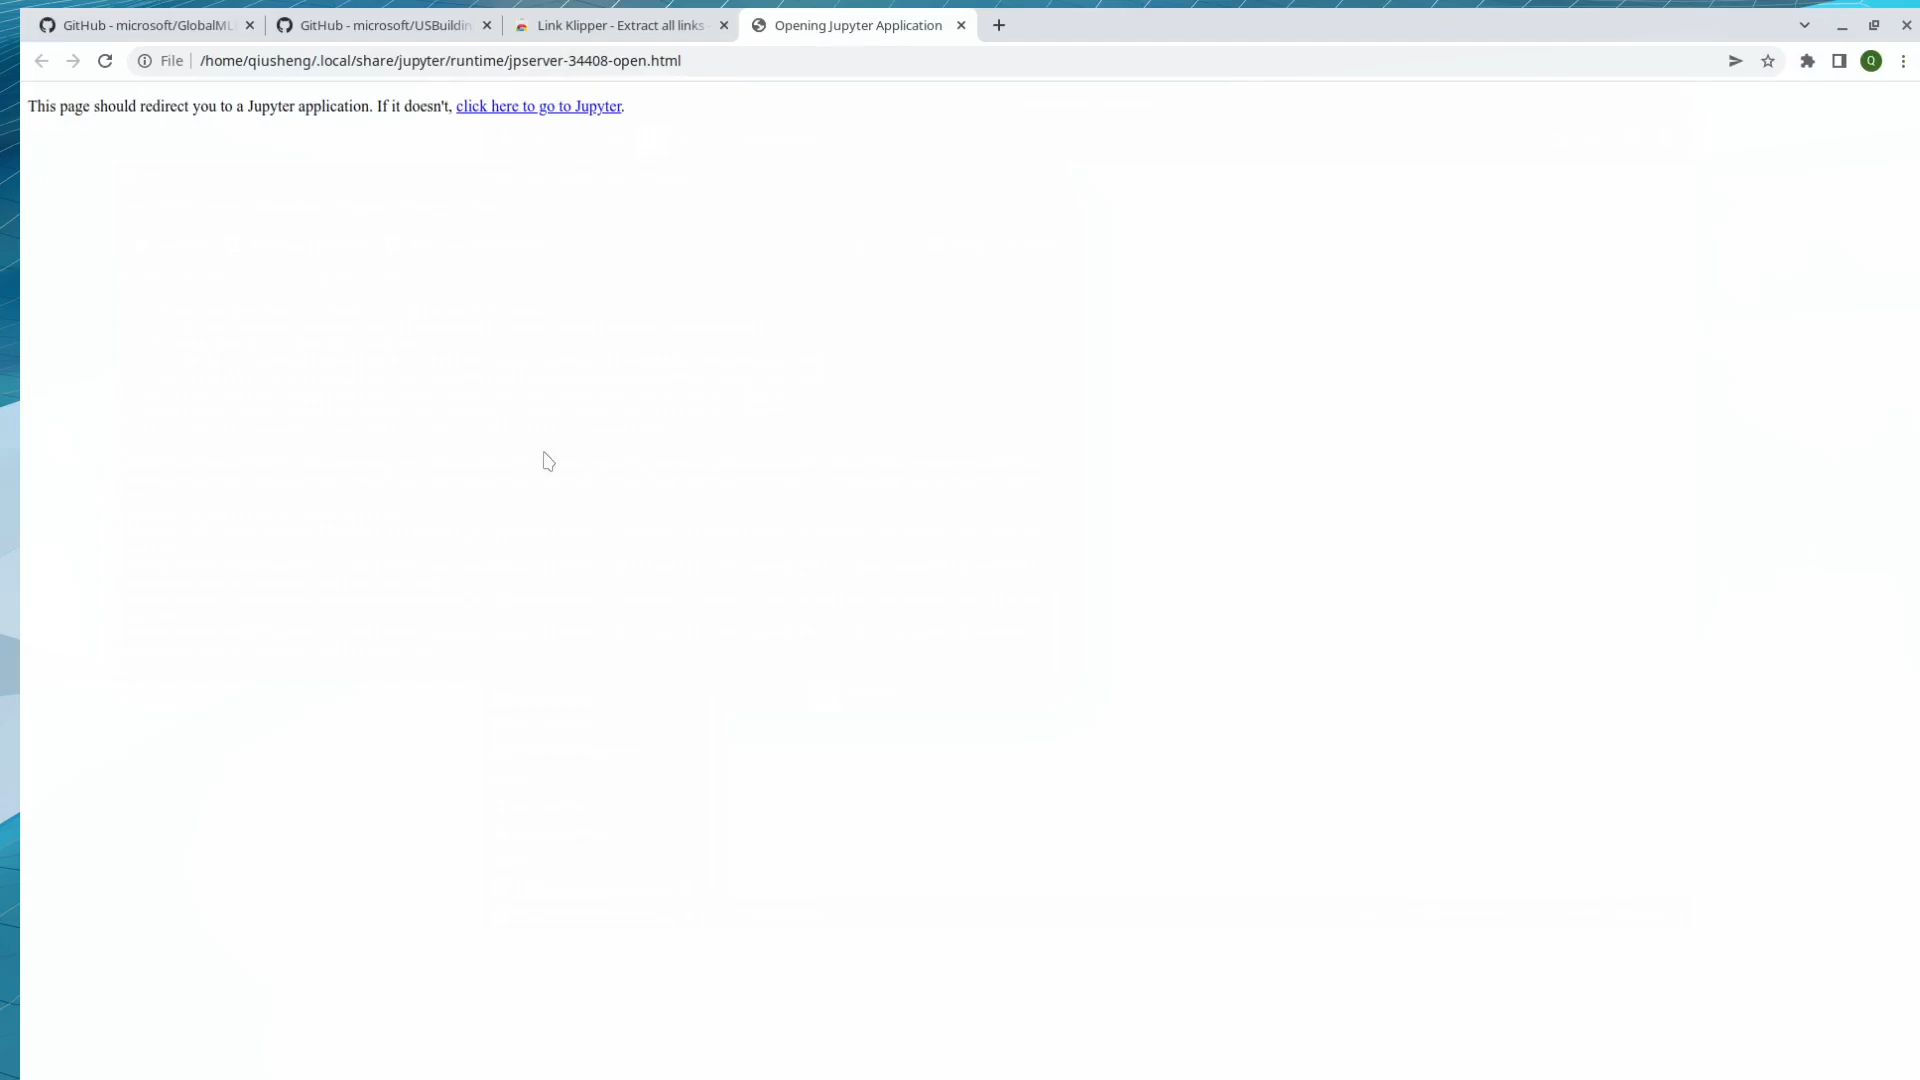 GitHub - microsoft/GlobalML
GitHub - microsoft/USBuildin
Link Klipper - Extract all links -
Opening Jupyter Application
File
/home/qiusheng/.local/share/jupyter/runtime/jpserver-34408-open.html
Q
This page should redirect you to a Jupyter application. If it doesn't, click here to go to Jupyter.